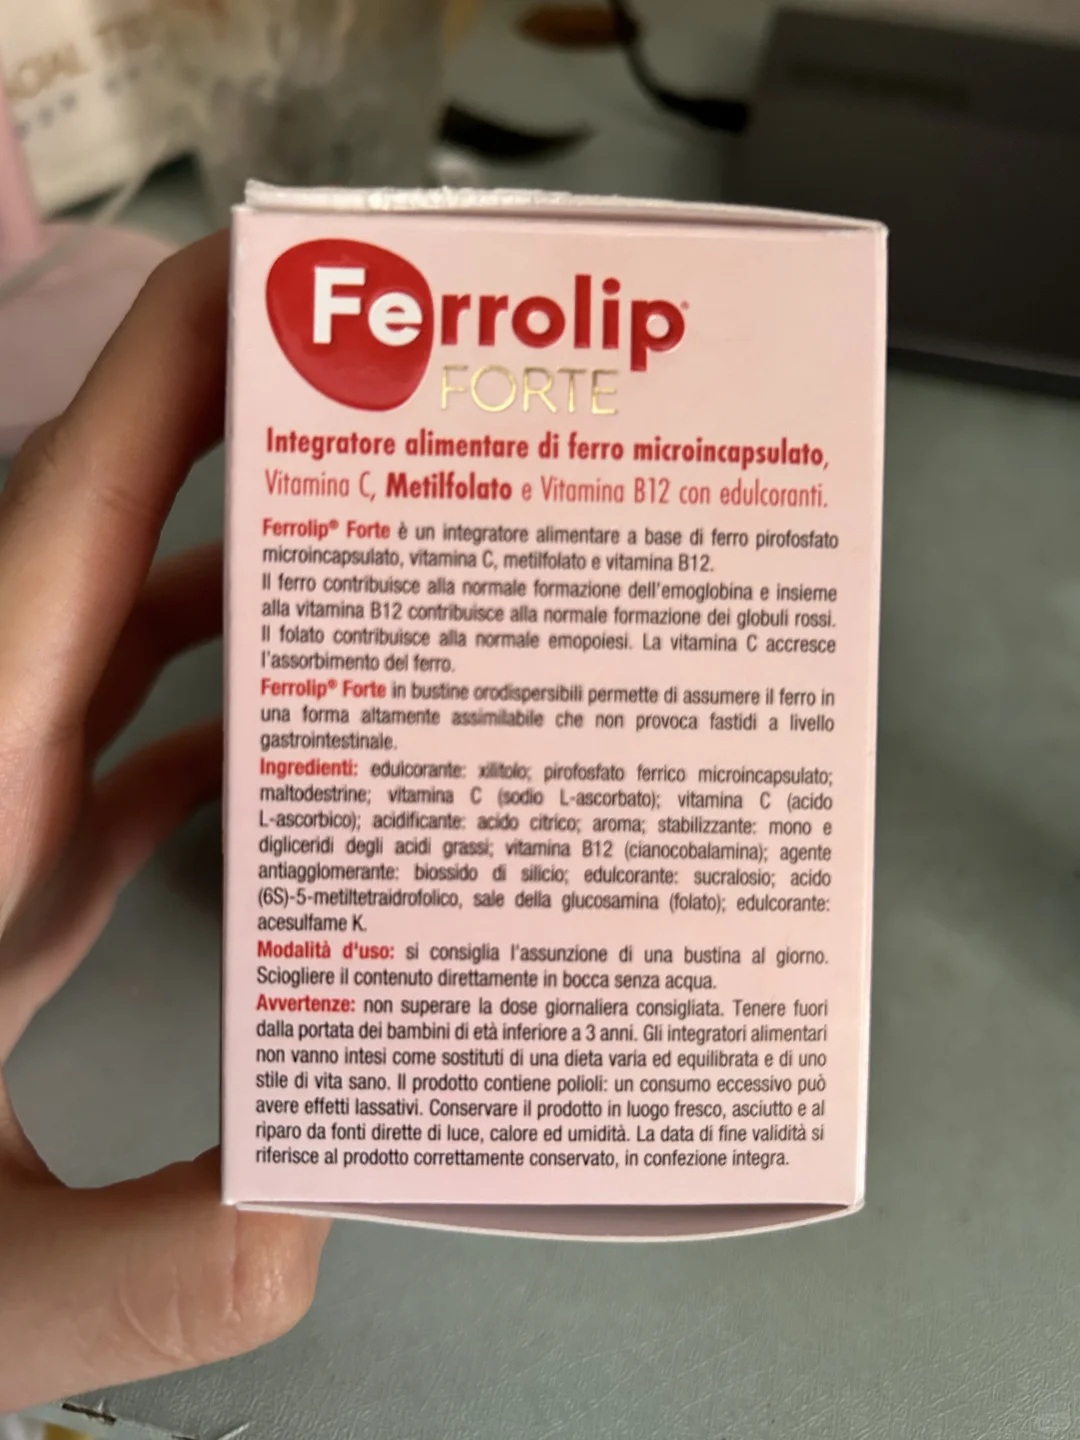 Ferrolip®
FORTE
Integratore alimentare di ferro microincapsulato,
Vitamina C, Metilfolato e Vitamina B12 con edulcoranti.
Ferrolip® Forte è un integratore alimentare a base di ferro pirofosfato
microincapsulato, vitamina C, metilfolato e vitamina B12.
Il ferro contribuisce alla normale formazione dell'emoglobina e insieme
alla vitamina B12 contribuisce alla normale formazione dei globuli rossi.
Il folato contribuisce alla normale emopoiesi. La vitamina C accresce
l'assorbimento del ferro.
Ferrolip® Forte in bustine orodispersibili permette di assumere il ferro in
una forma altamente assimilabile che non provoca fastidi a livello
gastrointestinale.
Ingredienti: edulcorante: xilitolo; pirofosfato ferrico microincapsulato;
maltodestrine; vitamina C (sodio L-ascorbato); vitamina C (acido
L-ascorbico); acidificante: acido citrico; aroma; stabilizzante: mono e
digliceridi degli acidi grassi; vitamina B12 (cianocobalamina); agente
antiagglomerante: biossido di silicio; edulcorante: sucralosio; acido
(6S)-5-metiltetraidrofolico, sale della glucosamina (folato); edulcorante:
acesulfame K.
Modalità d'uso: si consiglia l'assunzione di una bustina al giorno.
Sciogliere il contenuto direttamente in bocca senza acqua.
Avvertenze: non superare la dose giornaliera consigliata. Tenere fuori
dalla portata dei bambini di età inferiore a 3 anni. Gli integratori alimentari
non vanno intesi come sostituti di una dieta varia ed equilibrata e di uno
stile di vita sano. Il prodotto contiene polioli: un consumo eccessivo può
avere effetti lassativi. Conservare il prodotto in luogo fresco, asciutto e al
riparo da fonti dirette di luce, calore ed umidità. La data di fine validità si
riferisce al prodotto correttamente conservato, in confezione integra.